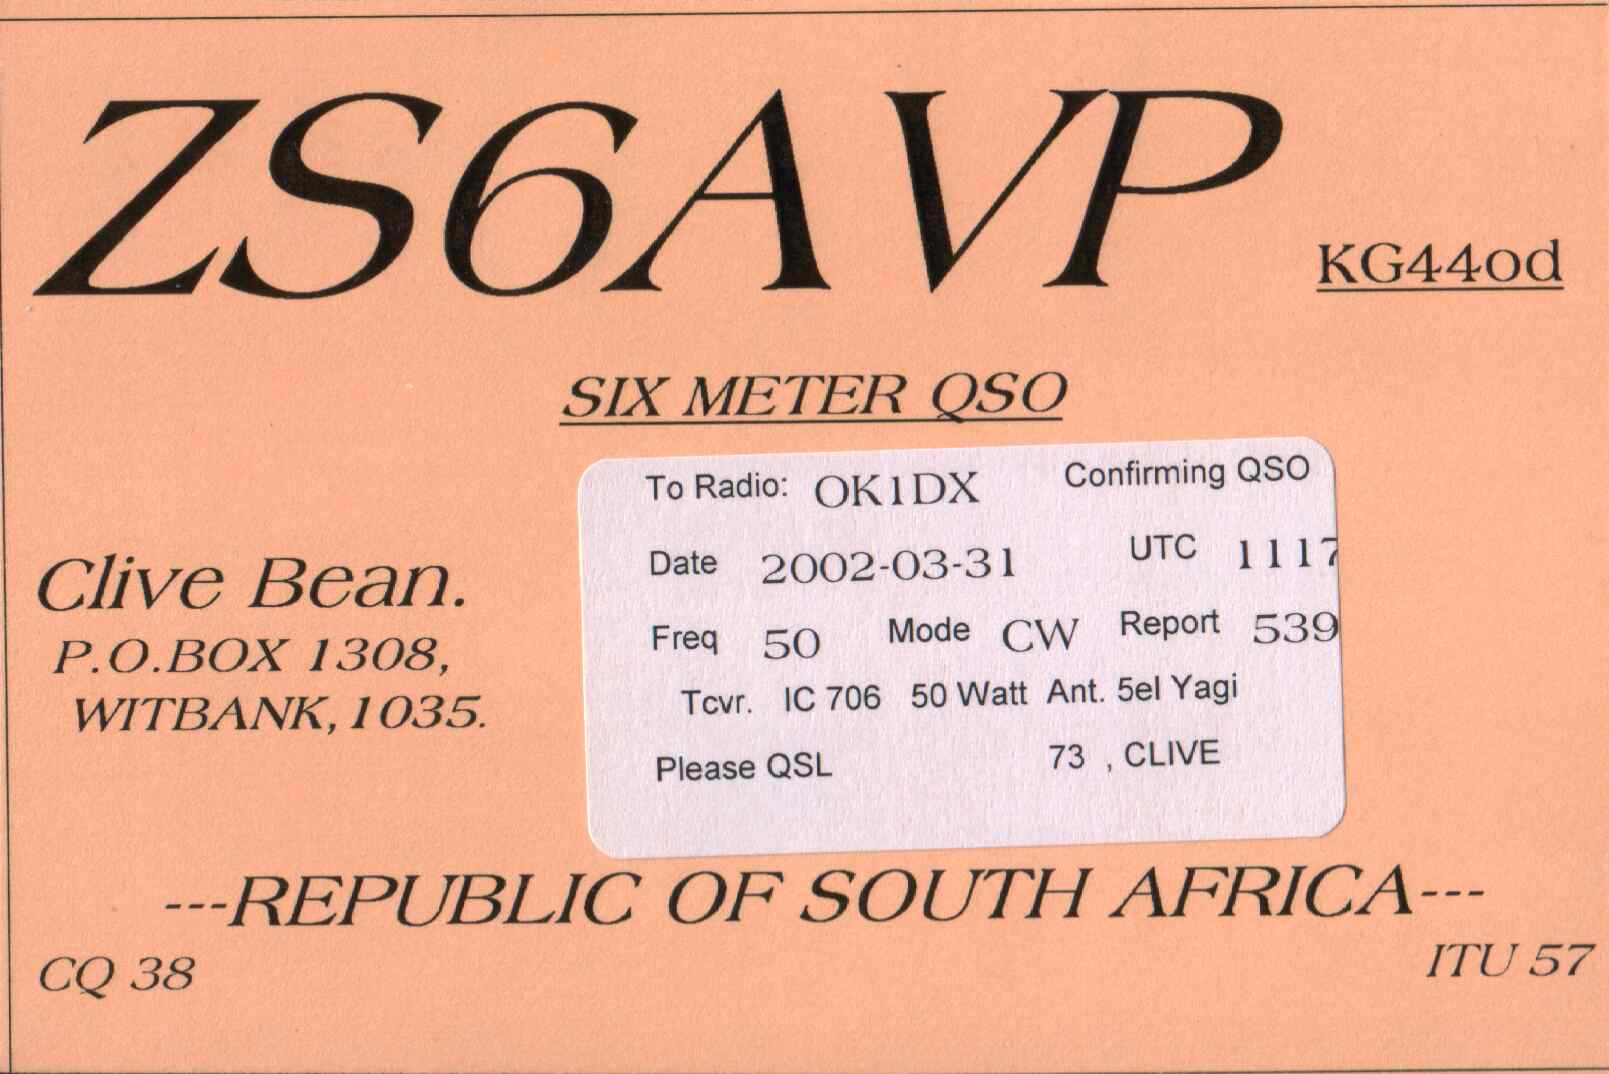 ZS6AVP
KG44od
SIX METER QSO
To Radio: OK1DX Confirming QSO
Date 2002-03-31 UTC 1117
Freq 50 Mode CW Report 539
Tcvr. IC 706 50 Watt Ant. 5el Yagi
Please QSL 73 , CLIVE
Clive Bean.
P.O.BOX 1308,
WITBANK, 1035.
---REPUBLIC OF SOUTH AFRICA---
CQ 38
ITU 57